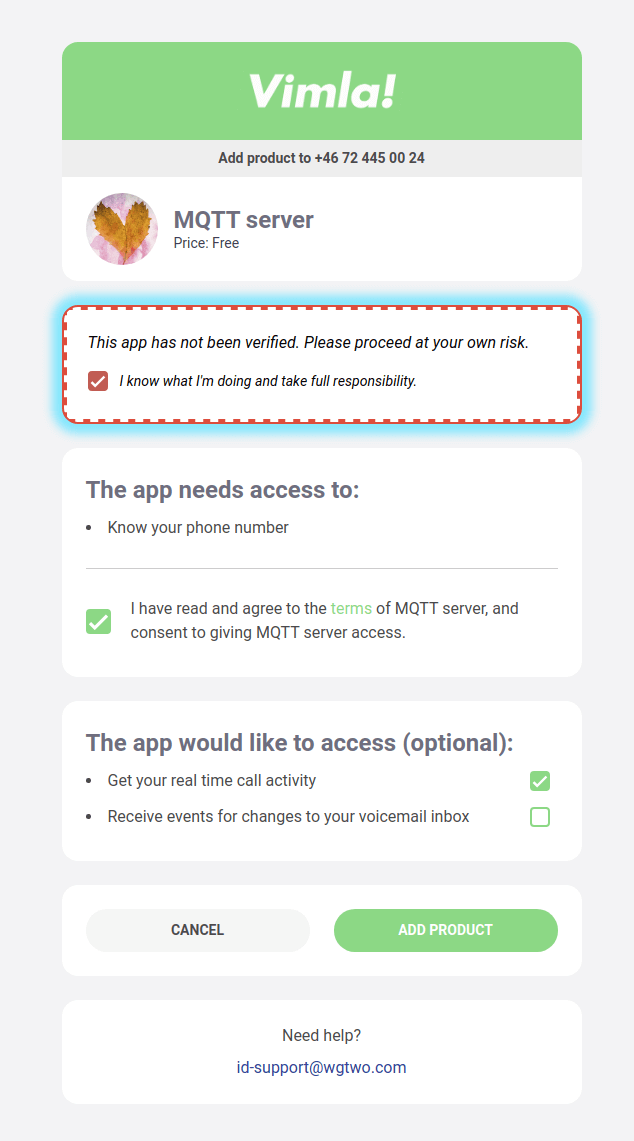 Vimla!
Add product to +46 72 445 00 24
MQTT server
Price: Free
This app has not been verified. Please proceed at your own risk.
I know what I'm doing and take full responsibility.
The app needs access to:
• Know your phone number
I have read and agree to the terms of MQTT server, and
consent to giving MQTT server access.
The app would like to access (optional):
• Get your real time call activity
• Receive events for changes to your voicemail inbox
CANCEL
ADD PRODUCT
Need help?
id-support@wgtwo.com